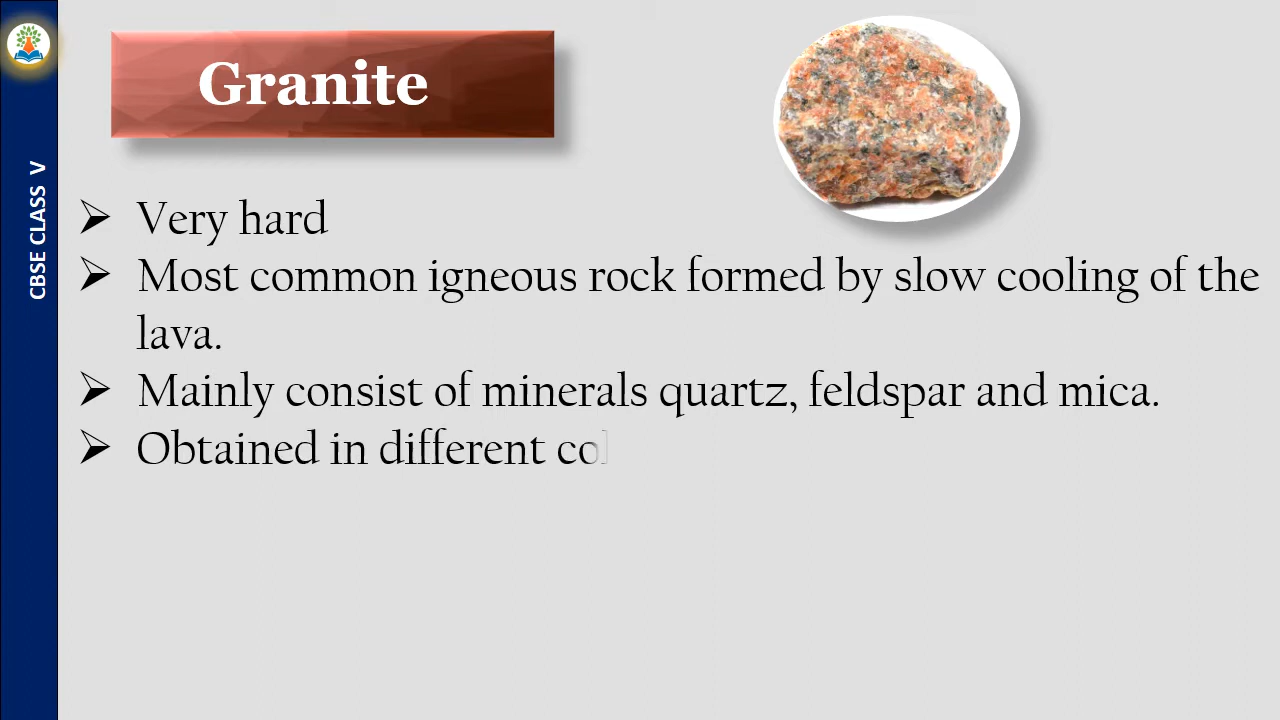 Granite
CBSE CLASS V
➢ Very hard
➢ Most common igneous rock formed by slow cooling of the
lava.
➢ Mainly consist of minerals quartz, feldspar and mica.
➢ Obtained in different